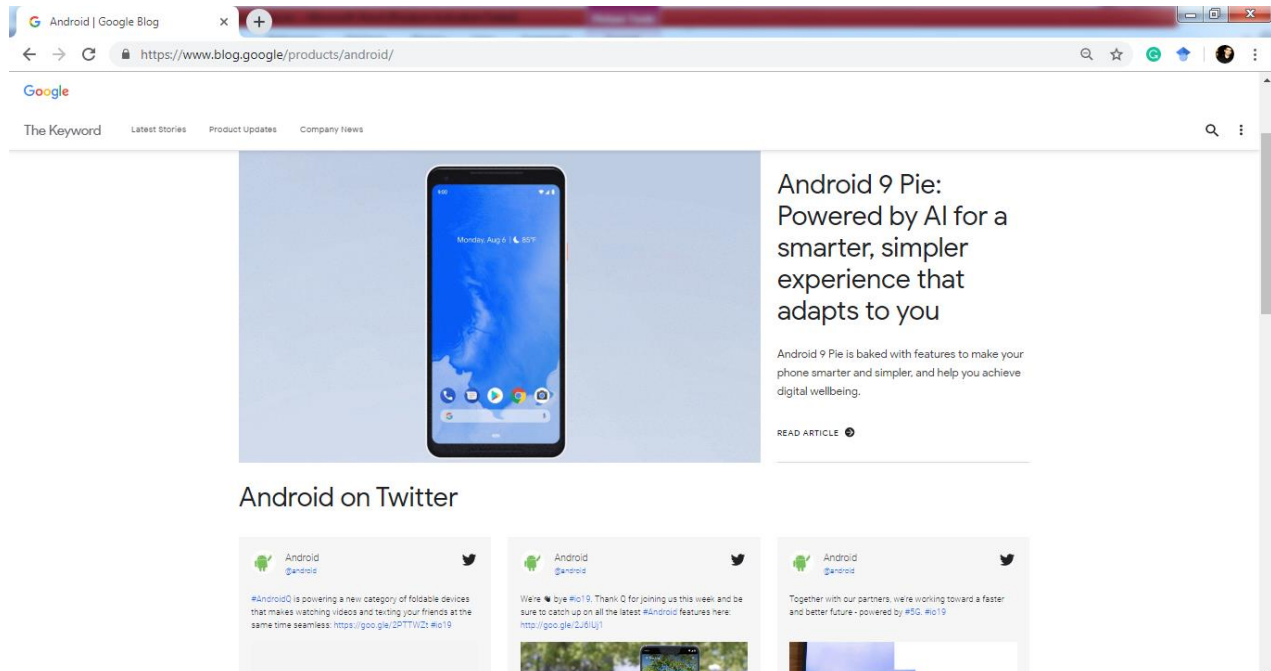 Android | Google Blog
https://www.blog.google/products/android/
Google
The Keyword
Latest Stories
Product Updates
Company News
9:00
Monday, Aug 6 | 85°F
G
Android 9 Pie:
Powered by AI for a
smarter, simpler
experience that
adapts to you
Android 9 Pie is baked with features to make your
phone smarter and simpler, and help you achieve
digital wellbeing.
READ ARTICLE
Android on Twitter
Android
@android
#AndroidQ is powering a new category of foldable devices
that makes watching videos and texting your friends at the
same time seamless: https://goo.gle/2PTTWZt #io19
Android
@android
We're 👋 bye #io19. Thank Q for joining us this week and be
sure to catch up on all the latest #Android features here:
http://goo.gle/2J6IUj1
Android
@android
Together with our partners, we're working toward a faster
and better future - powered by #5G. #io19